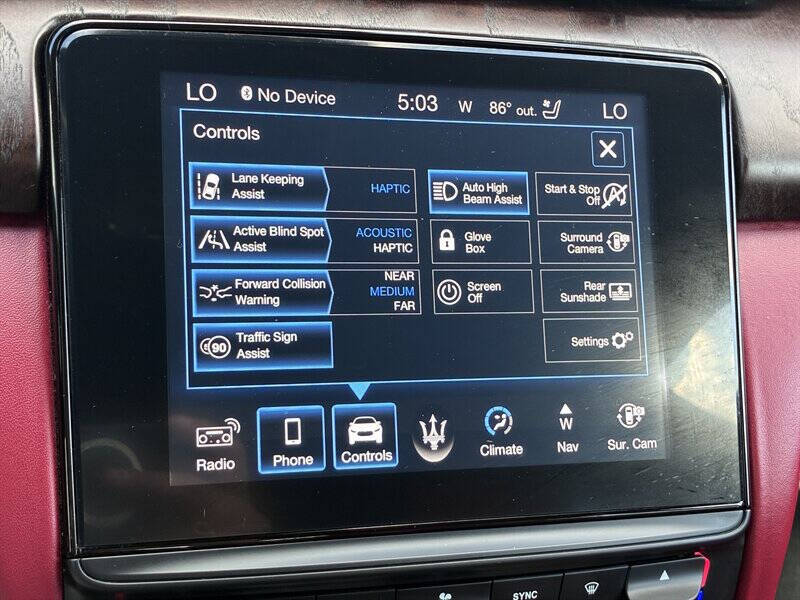 LO No Device 5:03 W 86° out. LO
Controls
Lane Keeping
Assist
HAPTIC
Auto High
Beam Assist
Start & Stop
Off
Active Blind Spot
Assist
ACOUSTIC
HAPTIC
Glove
Box
Surround
Camera
Forward Collision
Warning
NEAR
MEDIUM
FAR
Screen
Off
Rear
Sunshade
90
Traffic Sign
Assist
Settings
W
Radio Phone Controls Climate Nav Sur. Cam
SYNC